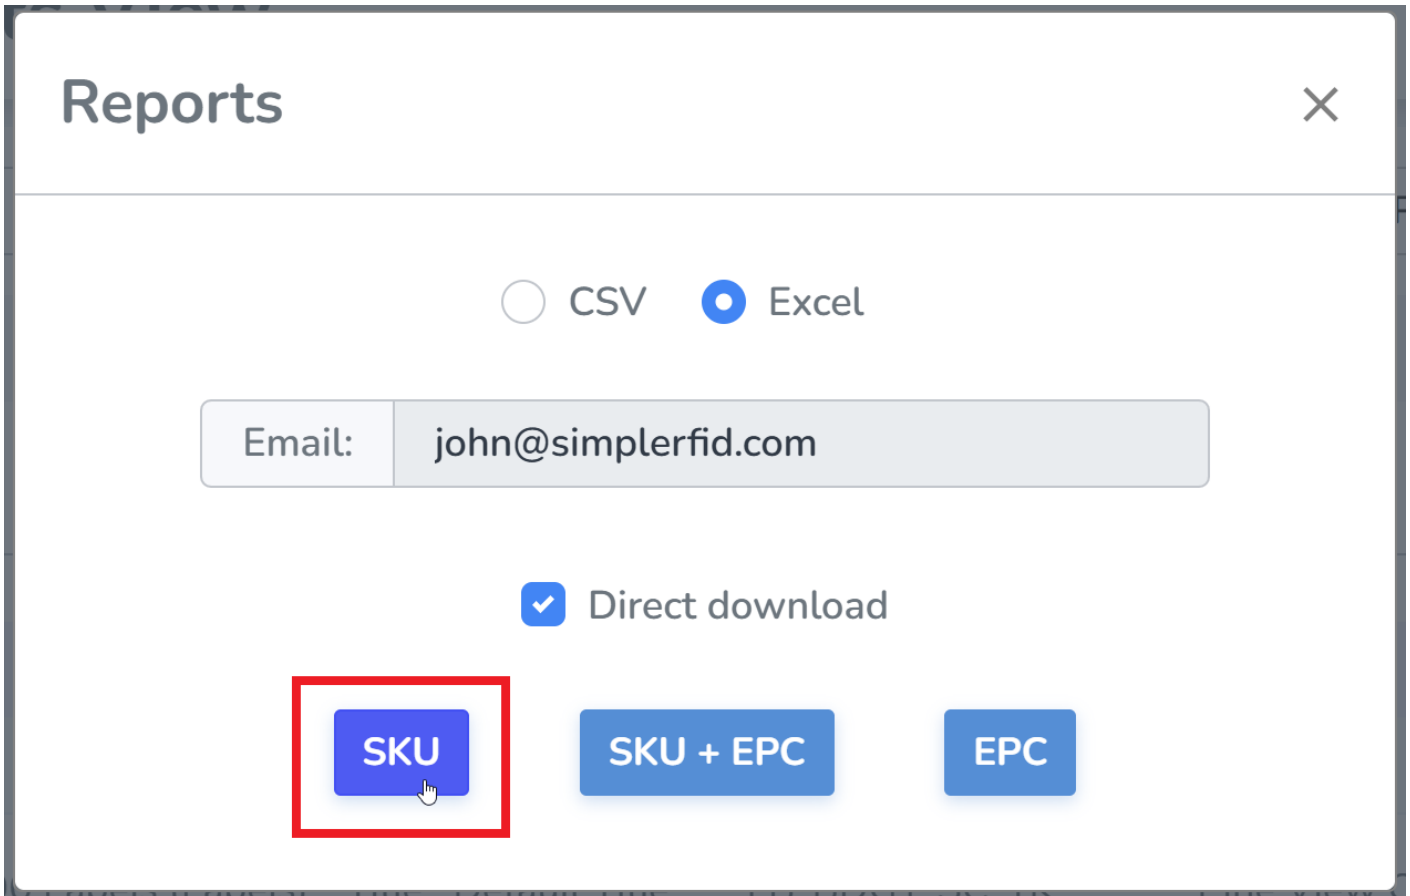 Reports
CSV Excel
Email: john@simplerfid.com
Direct download
SKU SKU + EPC EPC